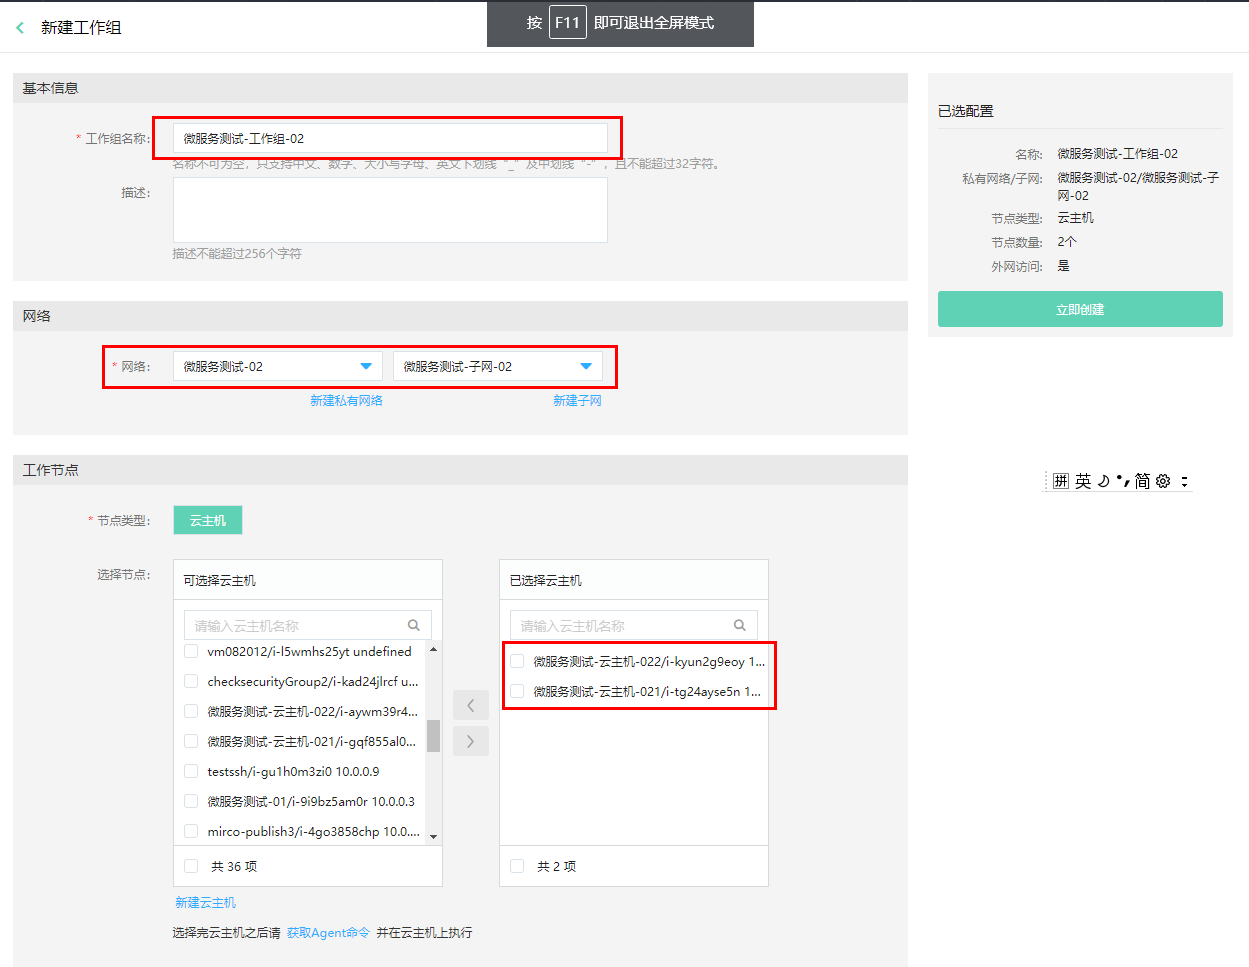 新建工作组
按 F11 即可退出全屏模式
基本信息
* 工作组名称: 微服务测试-工作组-02
名称不可为空，只支持中文、数字、大小写字母、英文下划线 "_" 及中划线 "-" ，且不能超过32字符。
描述:
描述不能超过256个字符
网络
* 网络: 微服务测试-02 微服务测试-子网-02
新建私有网络 新建子网
工作节点
* 节点类型: 云主机
选择节点:
可选择云主机
请输入云主机名称
vm082012/i-l5wmhs25yt undefined
checksecurityGroup2/i-kad24jlrcf u...
微服务测试-云主机-022/i-aywm39r4...
微服务测试-云主机-021/i-gqf855al0...
testssh/i-gu1h0m3zi0 10.0.0.9
微服务测试-01/i-9i9bz5am0r 10.0.0.3
mirco-publish3/i-4go3858chp 10.0....
共 36 项
已选择云主机
请输入云主机名称
微服务测试-云主机-022/i-kyun2g9eoy 1...
微服务测试-云主机-021/i-tg24ayse5n 1...
共 2 项
新建云主机
选择完云主机之后请 获取Agent命令 并在云主机上执行
已选配置
名称: 微服务测试-工作组-02
私有网络/子网: 微服务测试-02/微服务测试-子
网-02
节点类型: 云主机
节点数量: 2个
外网访问: 是
立即创建
拼 英 简